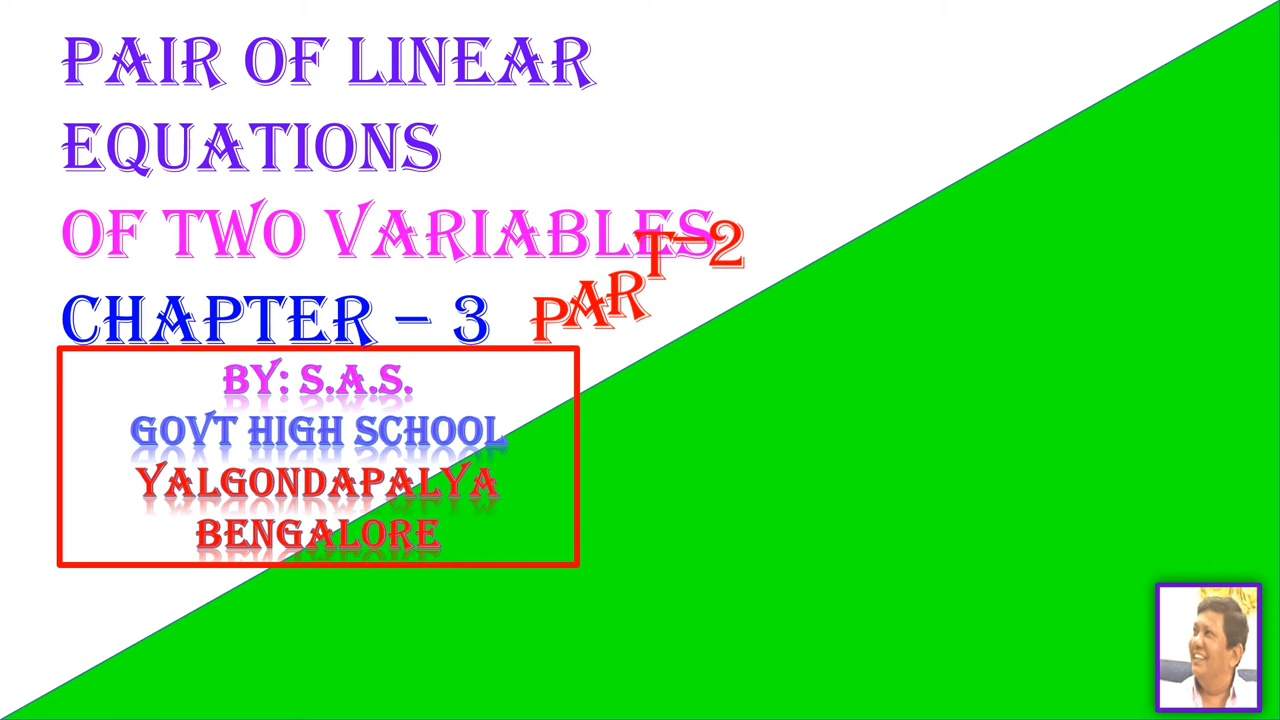 PAIR OF LINEAR
EQUATIONS
OF TWO VARIABLES
CHAPTER – 3 PART-2
BY: S.A.S.
GOVT HIGH SCHOOL
YALGONDAPALYA
BENGALORE